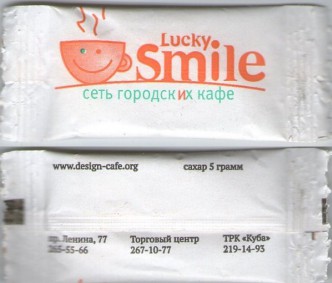 Lucky
Smile
сеть городских кафе
www.design-cafe.org сахар 5 грамм
пр. Ленина, 77 Торговый центр ТРК «Куба»
265-55-66 267-10-77 219-14-93